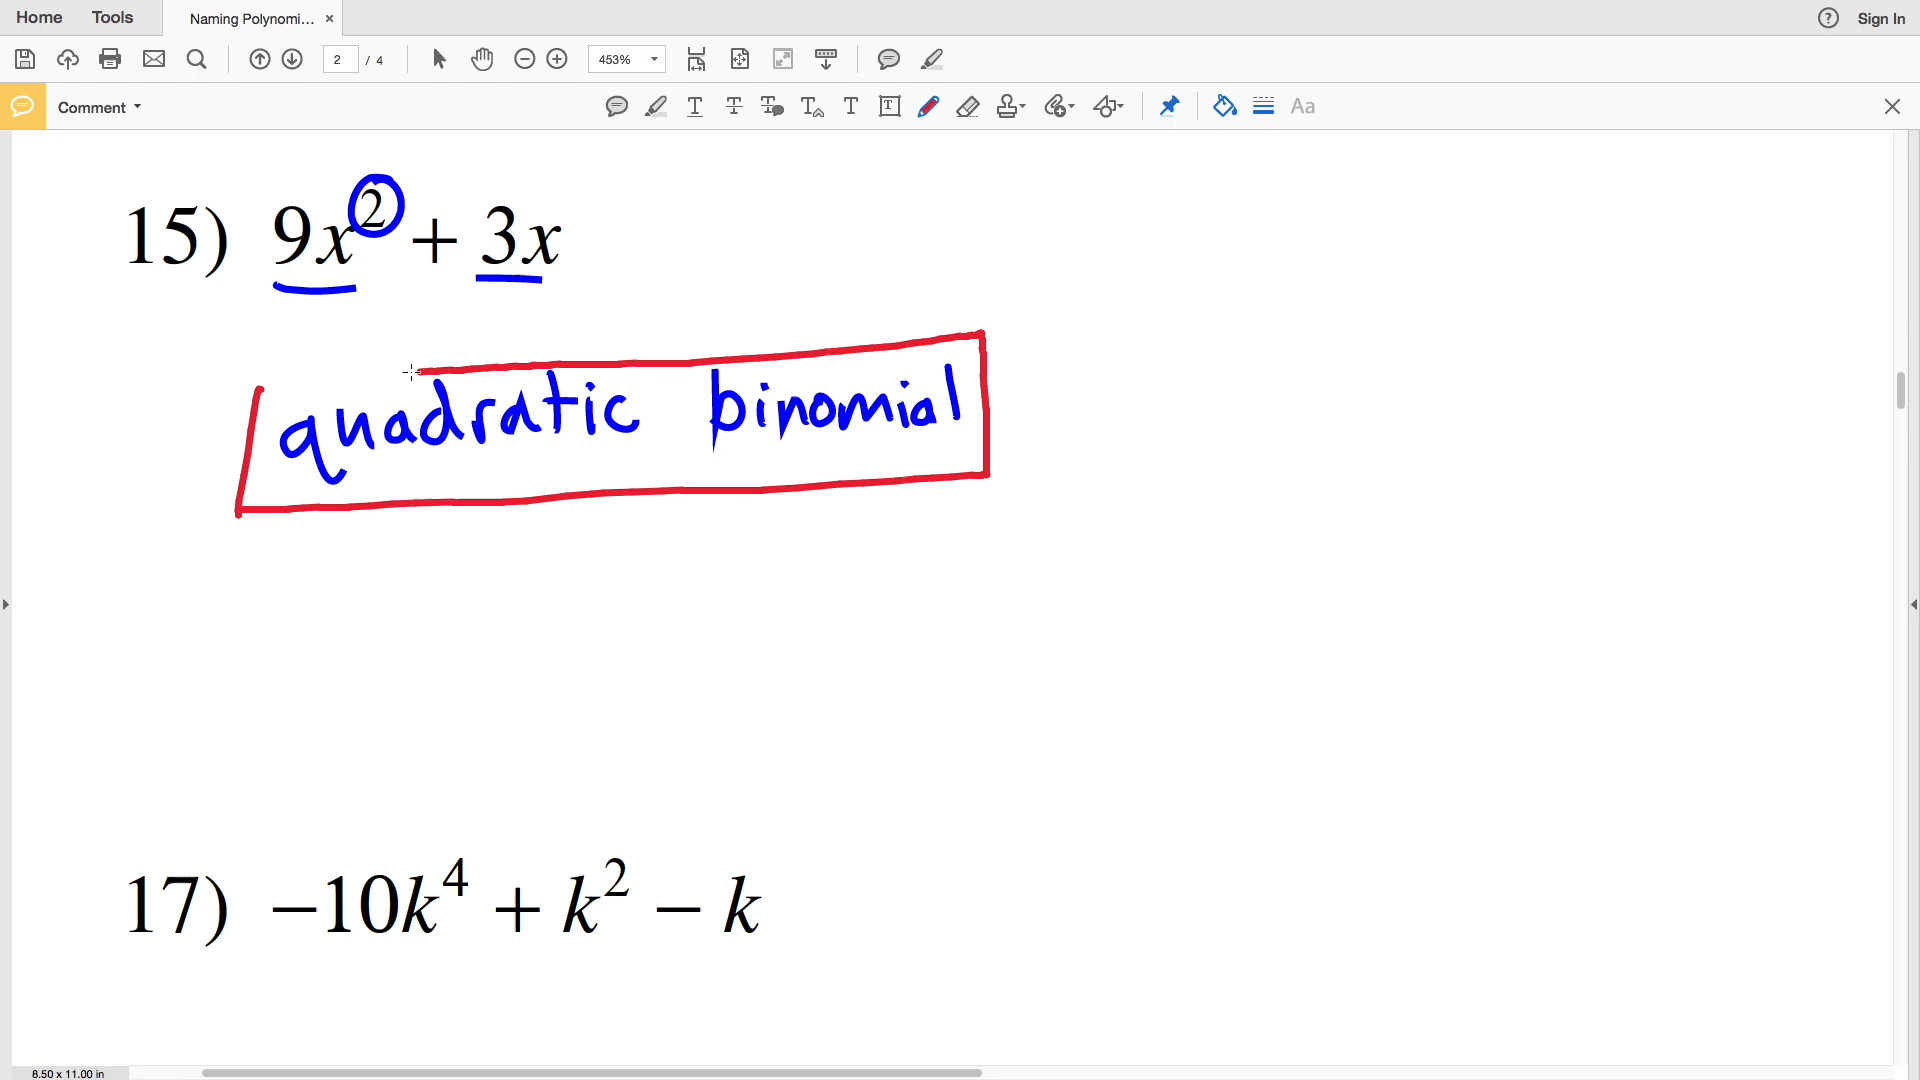 Home Tools Naming Polynomi... × ? Sign In
2 / 4 453%
Comment T T T T T T Aa
15) 9x² + 3x
quadratic binomial
17) −10k⁴ + k² − k
8.50 x 11.00 in